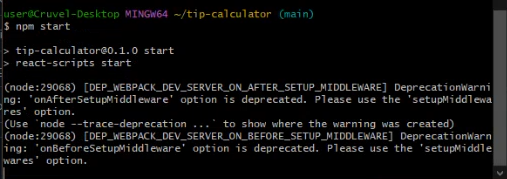 user@Cruvel-Desktop MINGW64 ~/tip-calculator (main)
$ npm start
> tip-calculator@0.1.0 start
> react-scripts start
(node:29068) [DEP_WEBPACK_DEV_SERVER_ON_AFTER_SETUP_MIDDLEWARE] DeprecationWarni
ng: 'onAfterSetupMiddleware' option is deprecated. Please use the 'setupMiddlewa
res' option.
(Use `node --trace-deprecation ...` to show where the warning was created)
(node:29068) [DEP_WEBPACK_DEV_SERVER_ON_BEFORE_SETUP_MIDDLEWARE] DeprecationWarn
ing: 'onBeforeSetupMiddleware' option is deprecated. Please use the 'setupMiddle
wares' option.